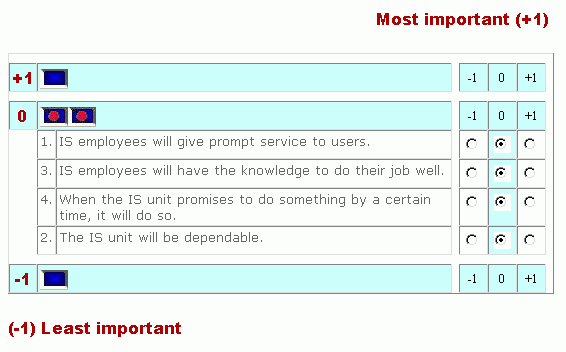 Most important (+1)
+1 -1 0 +1
0 -1 0 +1
1. IS employees will give prompt service to users.
3. IS employees will have the knowledge to do their job well.
4. When the IS unit promises to do something by a certain
time, it will do so.
2. The IS unit will be dependable.
-1 -1 0 +1
(-1) Least important